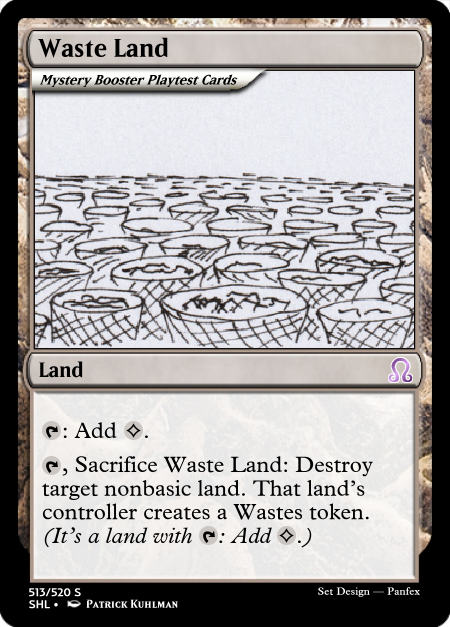 Waste Land
Mystery Booster Playtest Cards
Land
: Add .
, Sacrifice Waste Land: Destroy
target nonbasic land. That land's
controller creates a Wastes token.
(It's a land with : Add .)
513/520 S
SHL • Patrick Kuhlman
Set Design — Panfex